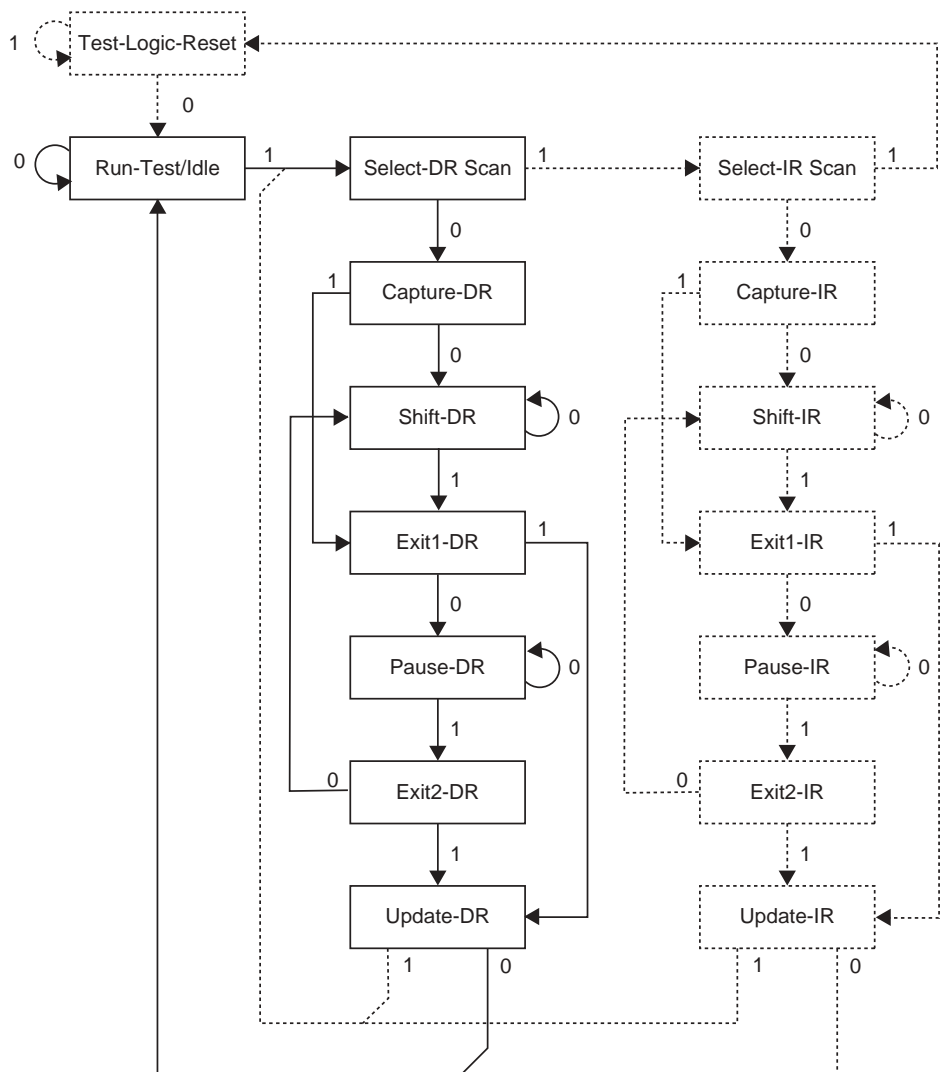 1
Test-Logic-Reset
0
0
Run-Test/Idle
1
Select-DR Scan
1
Select-IR Scan
1
0
0
1
Capture-DR
1
Capture-IR
0
0
Shift-DR
0
Shift-IR
0
1
1
Exit1-DR
1
Exit1-IR
1
0
0
Pause-DR
0
Pause-IR
0
1
1
0
Exit2-DR
0
Exit2-IR
1
1
Update-DR
Update-IR
1
0
1
0